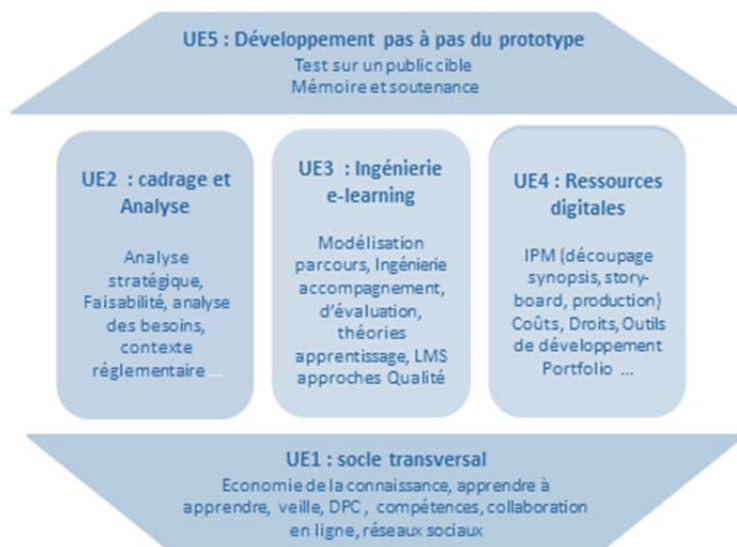 UE5 : Développement pas à pas du prototype
Test sur un public cible
Mémoire et soutenance
UE2 : cadrage et
Analyse
Analyse
stratégique,
Faisabilité, analyse
des besoins,
contexte
réglementaire ...
UE3 : Ingénierie
e-learning
Modélisation
parcours, Ingénierie
accompagnement,
d'évaluation,
théories
apprentissage, LMS
approches Qualité
UE4 : Ressources
digitales
IPM (découpage
synopsis, story-
board, production)
Coûts, Droits, Outils
de développement
Portfolio ...
UE1 : socle transversal
Economie de la connaissance, apprendre à
apprendre, veille, DPC , compétences, collaboration
en ligne, réseaux sociaux